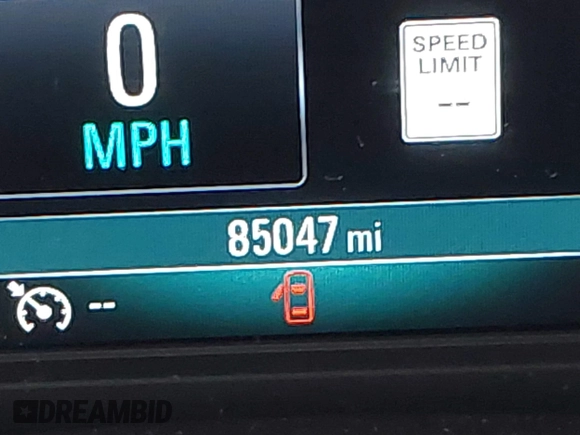 0
MPH
SPEED
LIMIT
--
85047 mi
--
DREAMBID